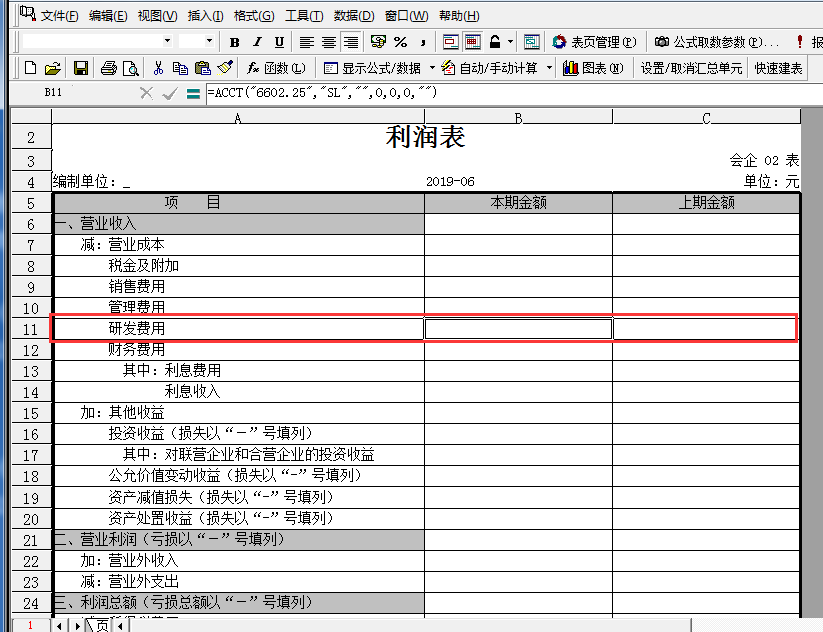 文件(F) 编辑(E) 视图(V) 插入(I) 格式(G) 工具(T) 数据(D) 窗口(W) 帮助(H)
B I U % , 表页管理(P) 公式取数参数(P)... ! 报
fx 函数(L) 显示公式/数据 自动/手动计算 图表(N) 设置/取消汇总单元 快速建表
B11 =ACCT("6602.25","SL","",0,0,0,"")
A B C
2 利润表
3 会企 02 表
4 编制单位：_ 2019-06 单位：元
5 项 目 本期金额 上期金额
6 一、营业收入
7 减：营业成本
8 税金及附加
9 销售费用
10 管理费用
11 研发费用
12 财务费用
13 其中：利息费用
14 利息收入
15 加：其他收益
16 投资收益（损失以“－”号填列）
17 其中：对联营企业和合营企业的投资收益
18 公允价值变动收益（损失以“-”号填列）
19 资产减值损失（损失以“-”号填列）
20 资产处置收益（损失以“-”号填列）
21 二、营业利润（亏损以“－”号填列）
22 加：营业外收入
23 减：营业外支出
24 三、利润总额（亏损总额以“－”号填列）
1 页